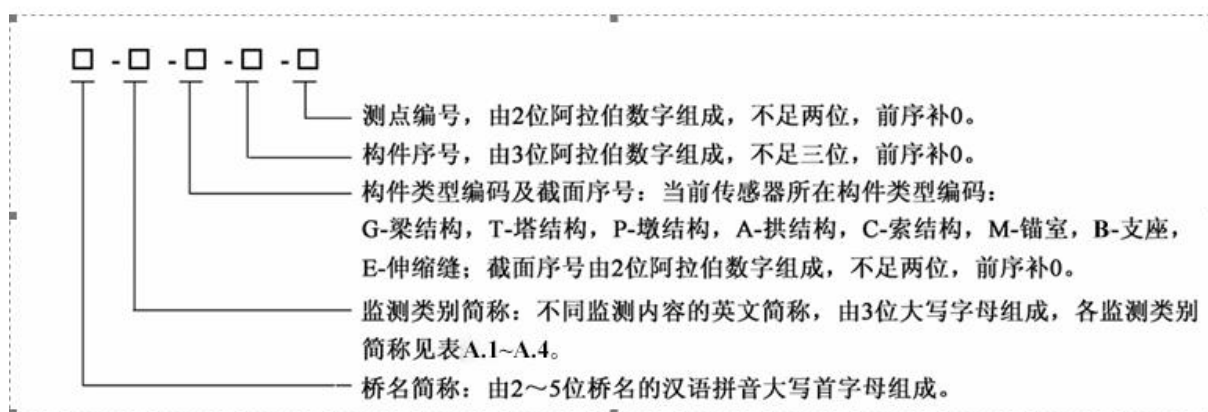 □ - □ - □ - □ - □
测点编号，由2位阿拉伯数字组成，不足两位，前序补0。
构件序号，由3位阿拉伯数字组成，不足三位，前序补0。
构件类型编码及截面序号：当前传感器所在构件类型编码：
G-梁结构，T-塔结构，P-墩结构，A-拱结构，C-索结构，M-锚室，B-支座，
E-伸缩缝；截面序号由2位阿拉伯数字组成，不足两位，前序补0。
监测类别简称：不同监测内容的英文简称，由3位大写字母组成，各监测类别
简称见表A.1~A.4。
桥名简称：由2～5位桥名的汉语拼音大写首字母组成。